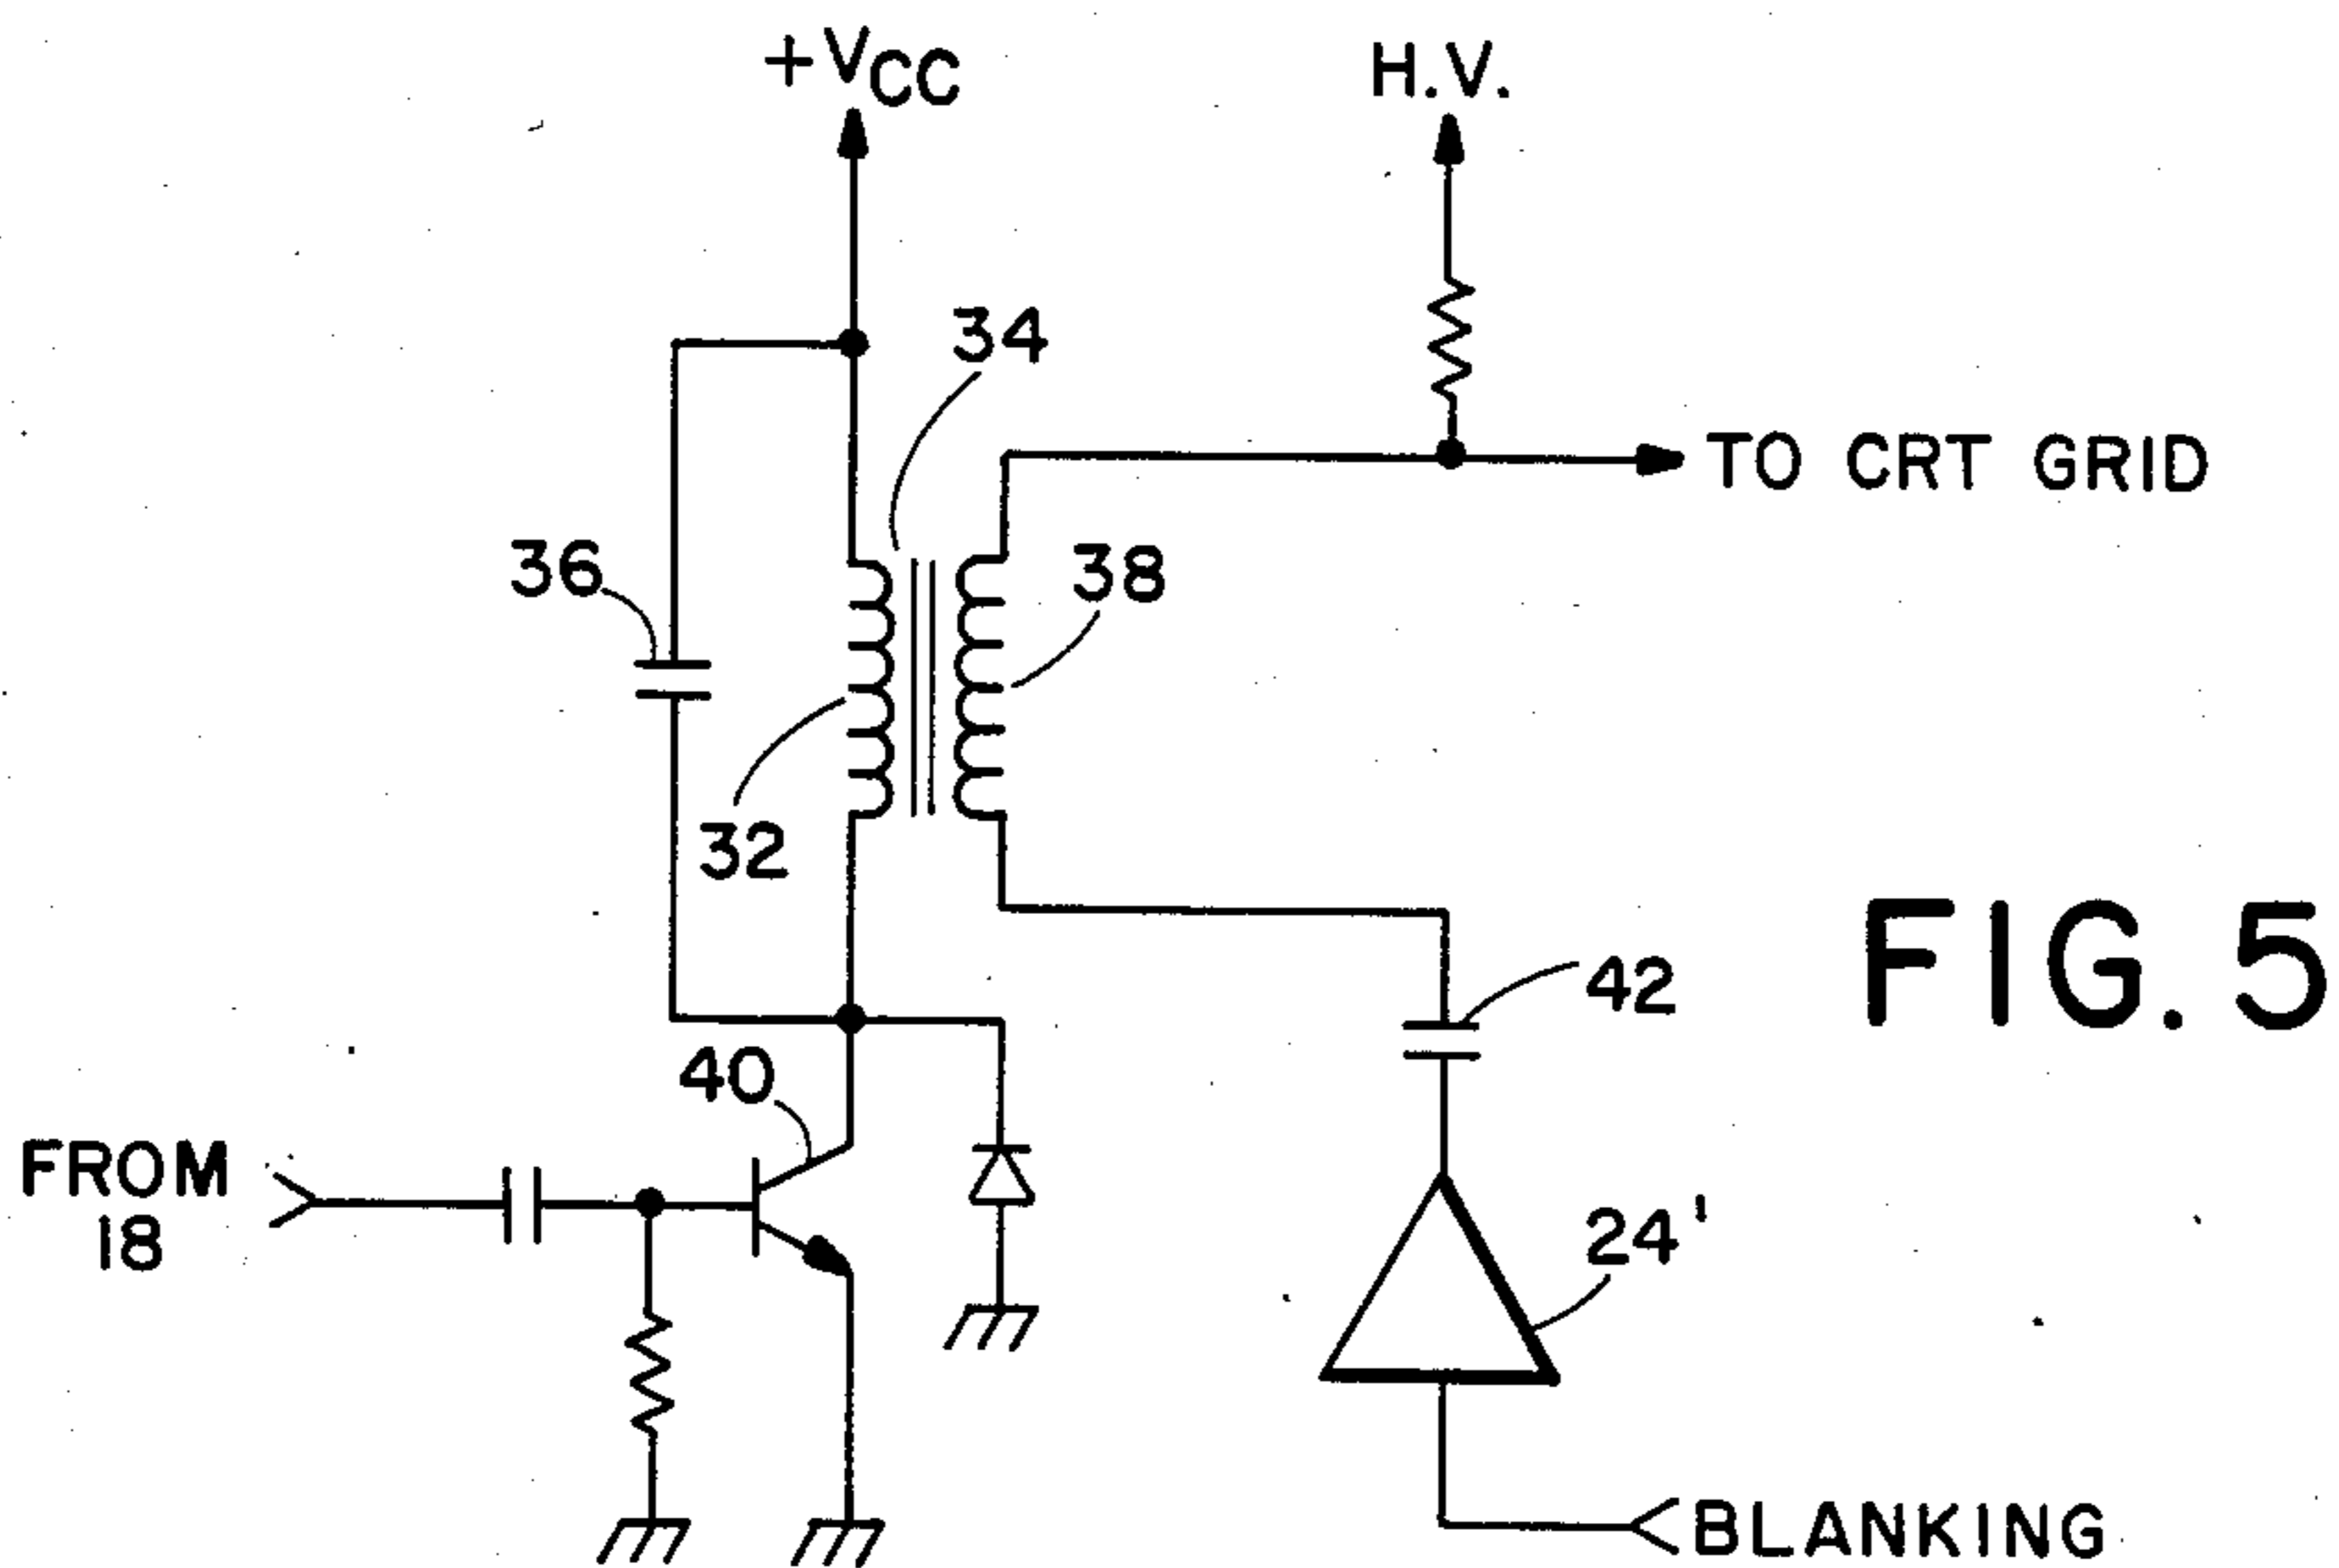 +VCC
H.V.
34
TO CRT GRID
36
38
32
FIG. 5
42
40
FROM
18
24'
BLANKING